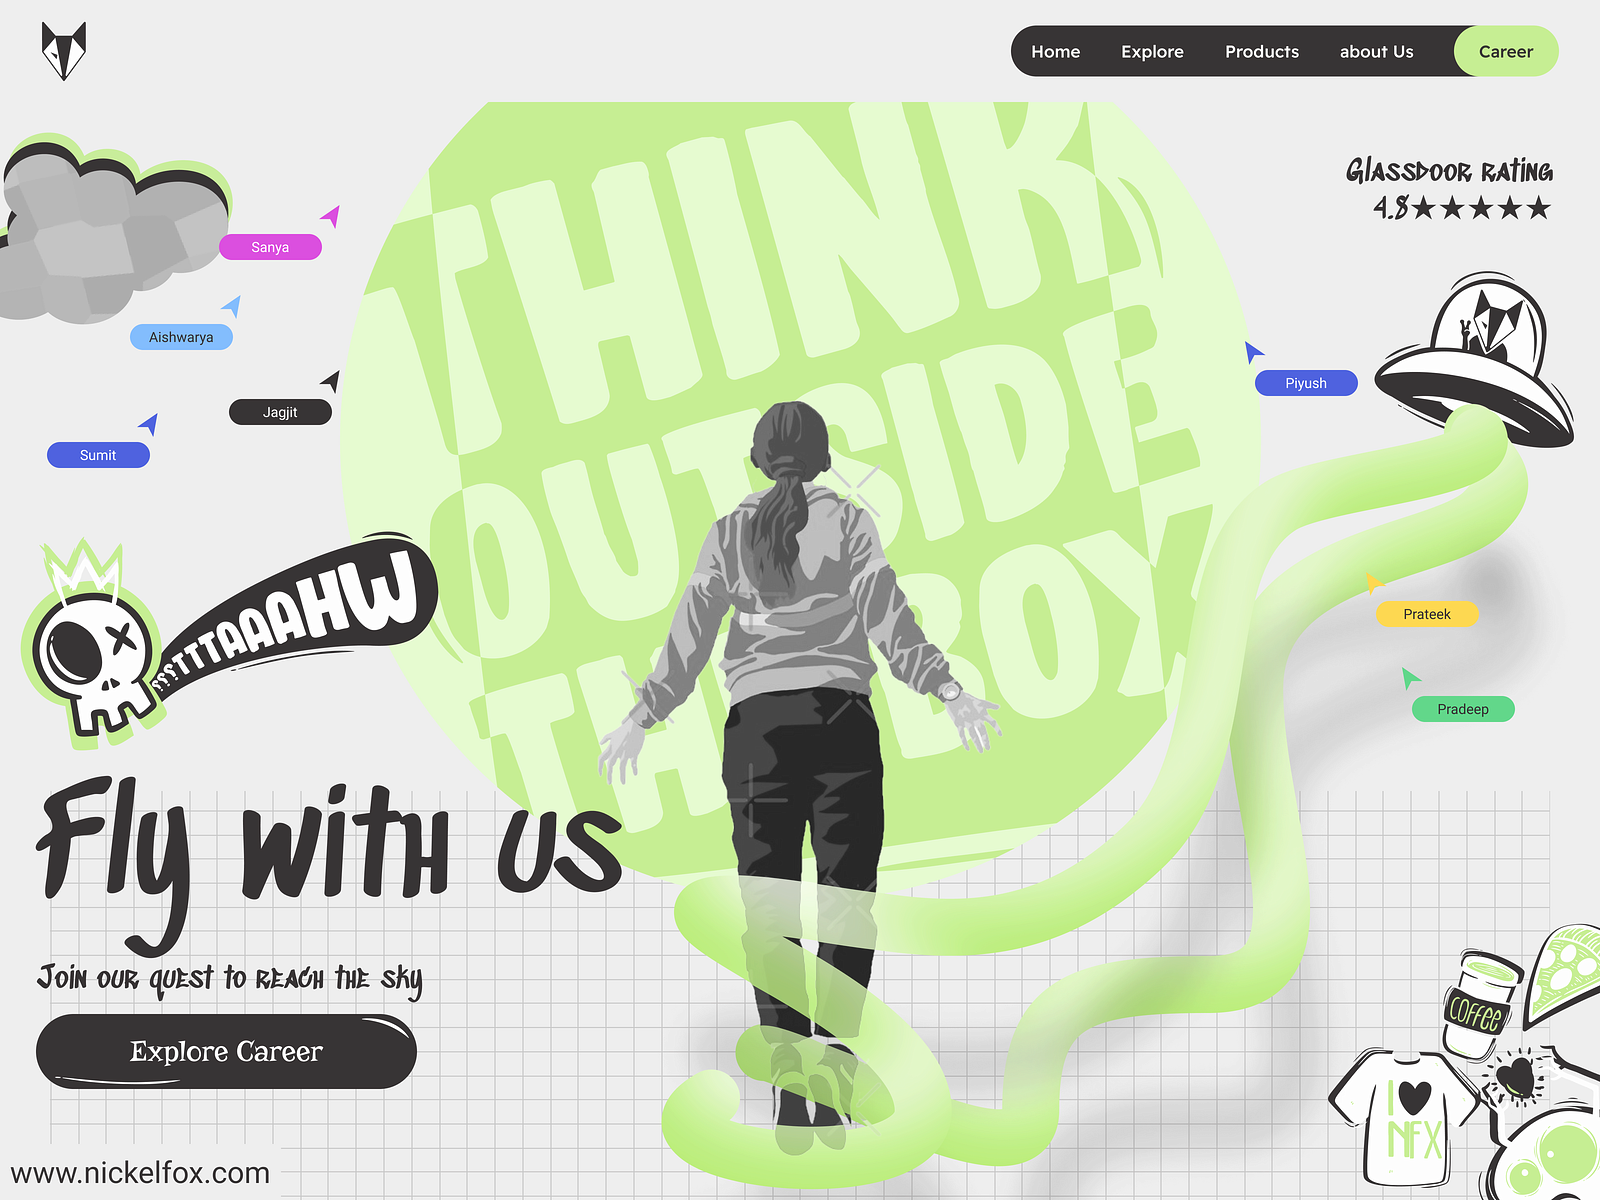 Home Explore Products about Us Career
Glassdoor rating
4.8★★★★★
THINK
OUTSIDE
THE BOX
Sanya
Aishwarya
Jagjit
Sumit
Piyush
Prateek
Pradeep
SSSTTTAAAHW
Fly with us
Join our quest to reach the sky
Explore Career
COFFEE
I
NFX
www.nickelfox.com